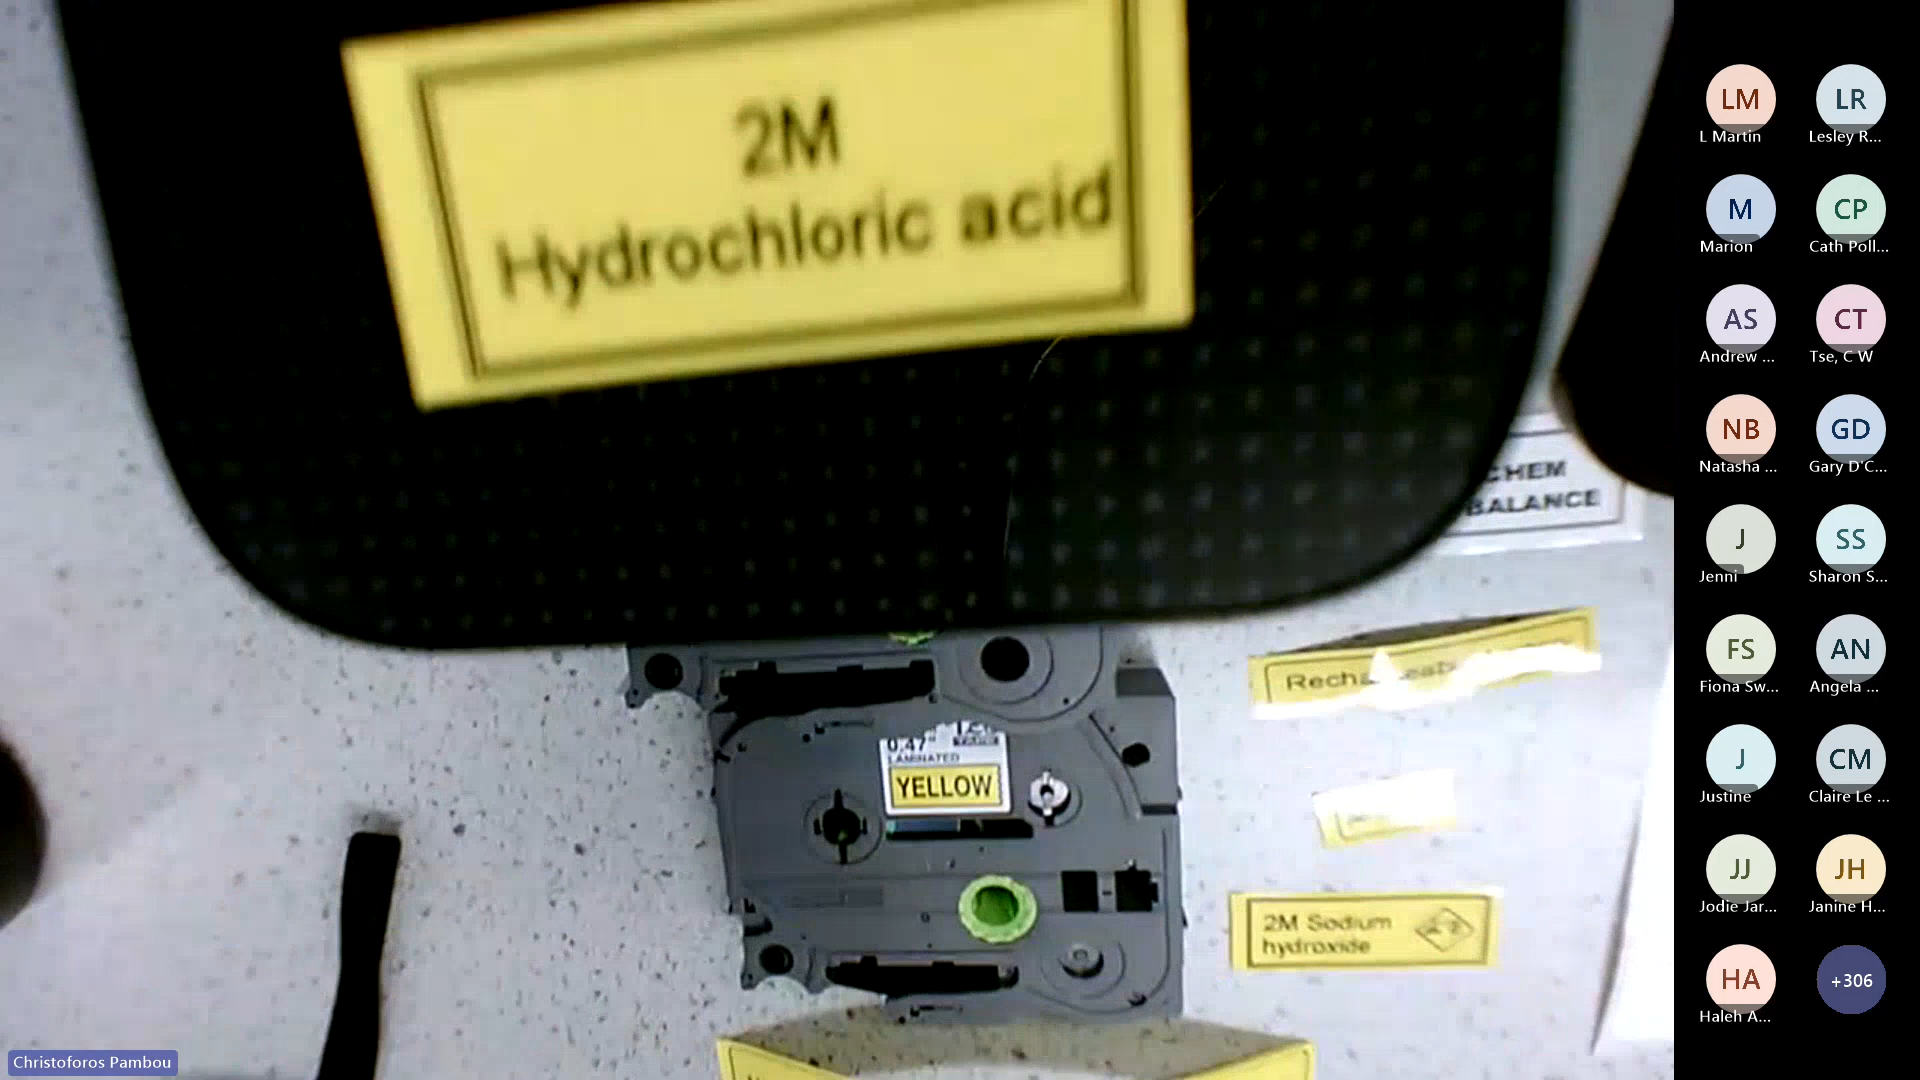 2M
Hydrochloric acid
CHEM
BALANCE
0.47"
LAMINATED
YELLOW
2M Sodium
hydroxide
Christoforos Pambou
LM
L Martin
LR
Lesley R...
M
Marion
CP
Cath Poll...
AS
Andrew ...
CT
Tse, C W
NB
Natasha ...
GD
Gary D'C...
J
Jenni
SS
Sharon S...
FS
Fiona Sw...
AN
Angela ...
J
Justine
CM
Claire Le ...
JJ
Jodie Jar...
JH
Janine H...
HA
Haleh A...
+306